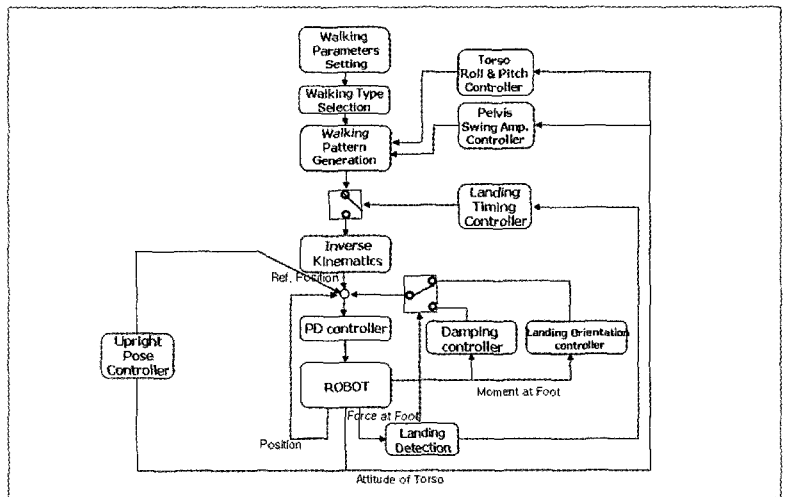 Walking
Parameters
Setting
Torso
Roll & Pitch
Controller
Walking Type
Selection
Pelvis
Swing Amp.
Controller
Walking
Pattern
Generation
Landing
Timing
Controller
Inverse
Kinematics
Ref. Position
PD controller
Damping
controller
Landing Orientation
controller
Upright
Pose
Controller
ROBOT
Moment at Foot
Force at Foot
Landing
Detection
Position
Attitude of Torso